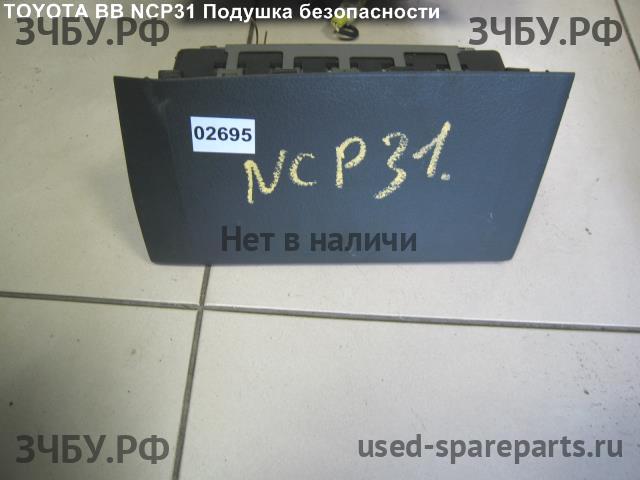 TOYOTA BB NCP31 Подушка безопасности
ЗЧБУ.РФ
ЗЧБУ.РФ
02695
NCP31.
Нет в наличи
ЗЧБУ.РФ
used-spareparts.ru